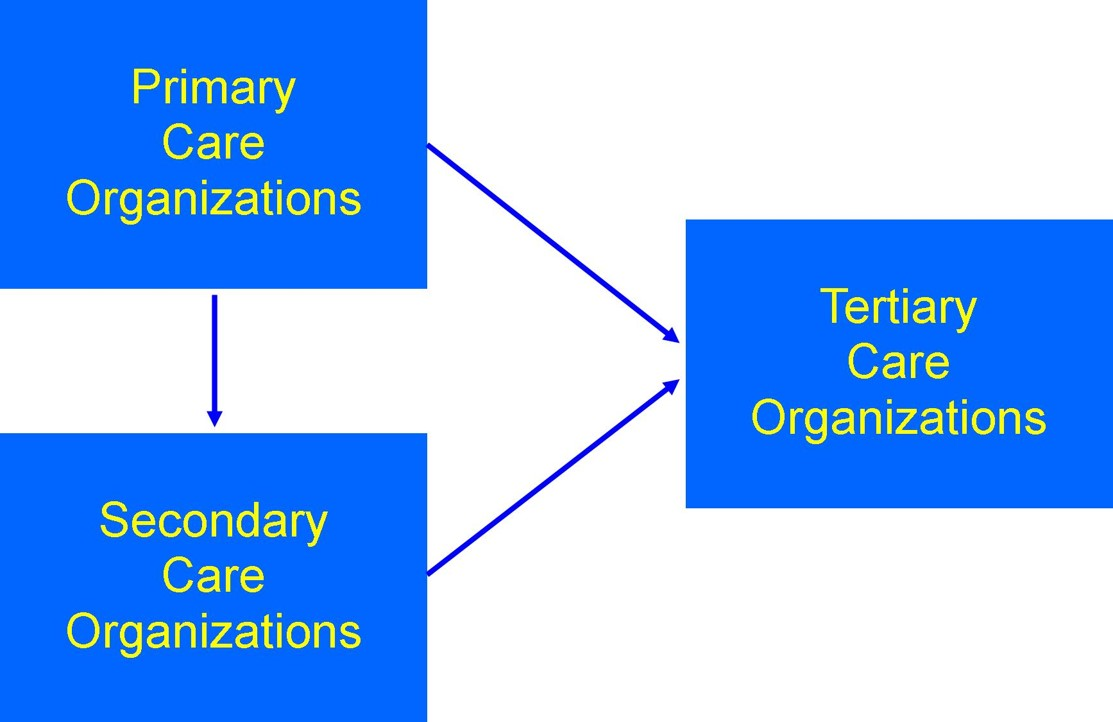 Primary
Care
Organizations
Tertiary
Care
Organizations
Secondary
Care
Organizations